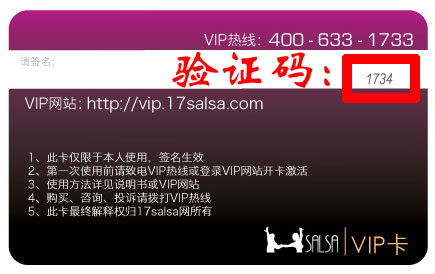 VIP热线：400 - 633 - 1733
请签名：
验证码：
1734
VIP网站：http://vip.17salsa.com
1、此卡仅限于本人使用，签名生效
2、第一次使用前请致电VIP热线或登录VIP网站开卡激活
3、使用方法详见说明书或VIP网站
4、购买、咨询、投诉请拨打VIP热线
5、此卡最终解释权归17salsa网所有
SALSA VIP卡